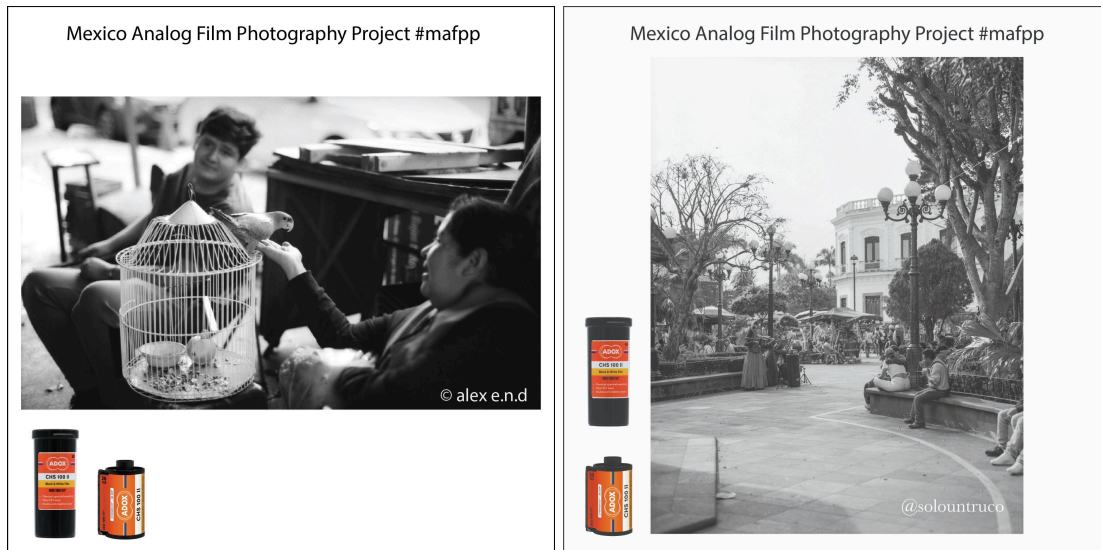 Mexico Analog Film Photography Project #mafpp
© alex e.n.d
ADOX
CHS 100 II
ADOX
CHS 100 II
Mexico Analog Film Photography Project #mafpp
ADOX
CHS 100 II
ADOX
CHS 100 II
@solountruco